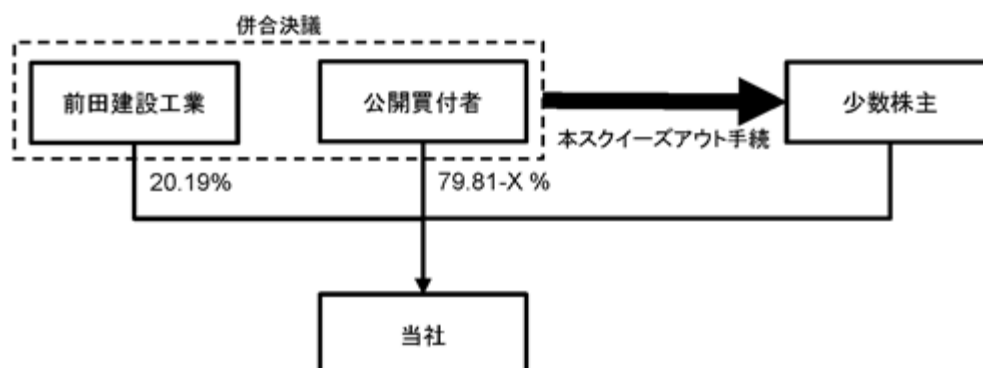 併合決議
前田建設工業
公開買付者
少数株主
本スクイーズアウト手続
20.19%
79.81-X %
当社